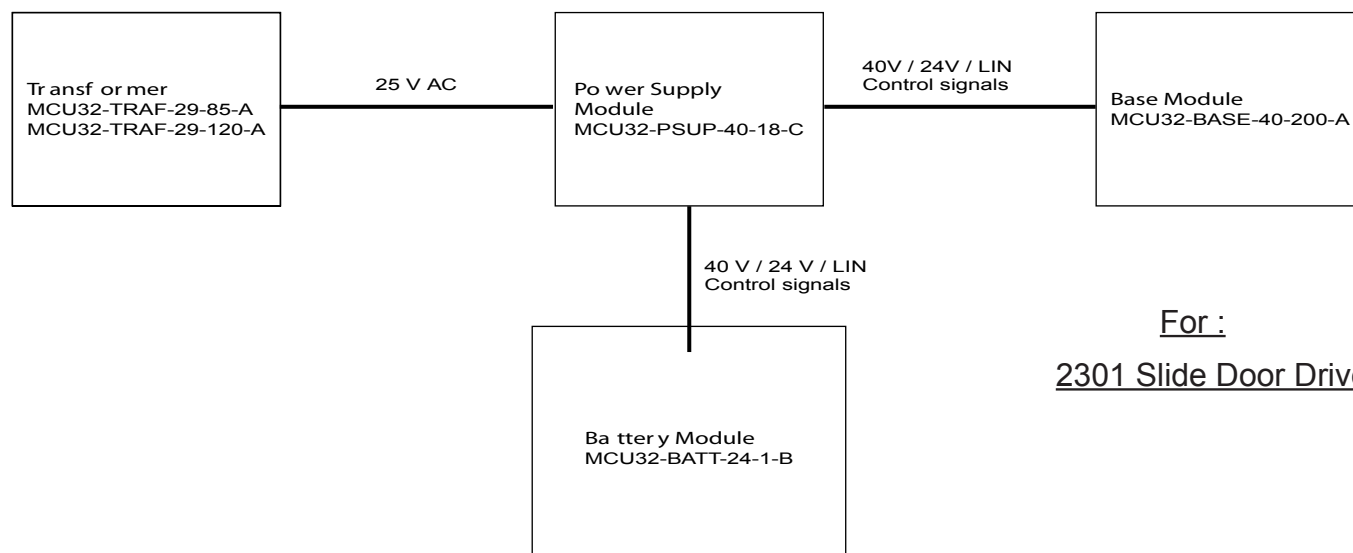 Transformer
MCU32-TRAF-29-85-A
MCU32-TRAF-29-120-A
25 V AC
Power Supply
Module
MCU32-PSUP-40-18-C
40V / 24V / LIN
Control signals
Base Module
MCU32-BASE-40-200-A
40 V / 24 V / LIN
Control signals
For :
2301 Slide Door Drive
Battery Module
MCU32-BATT-24-1-B